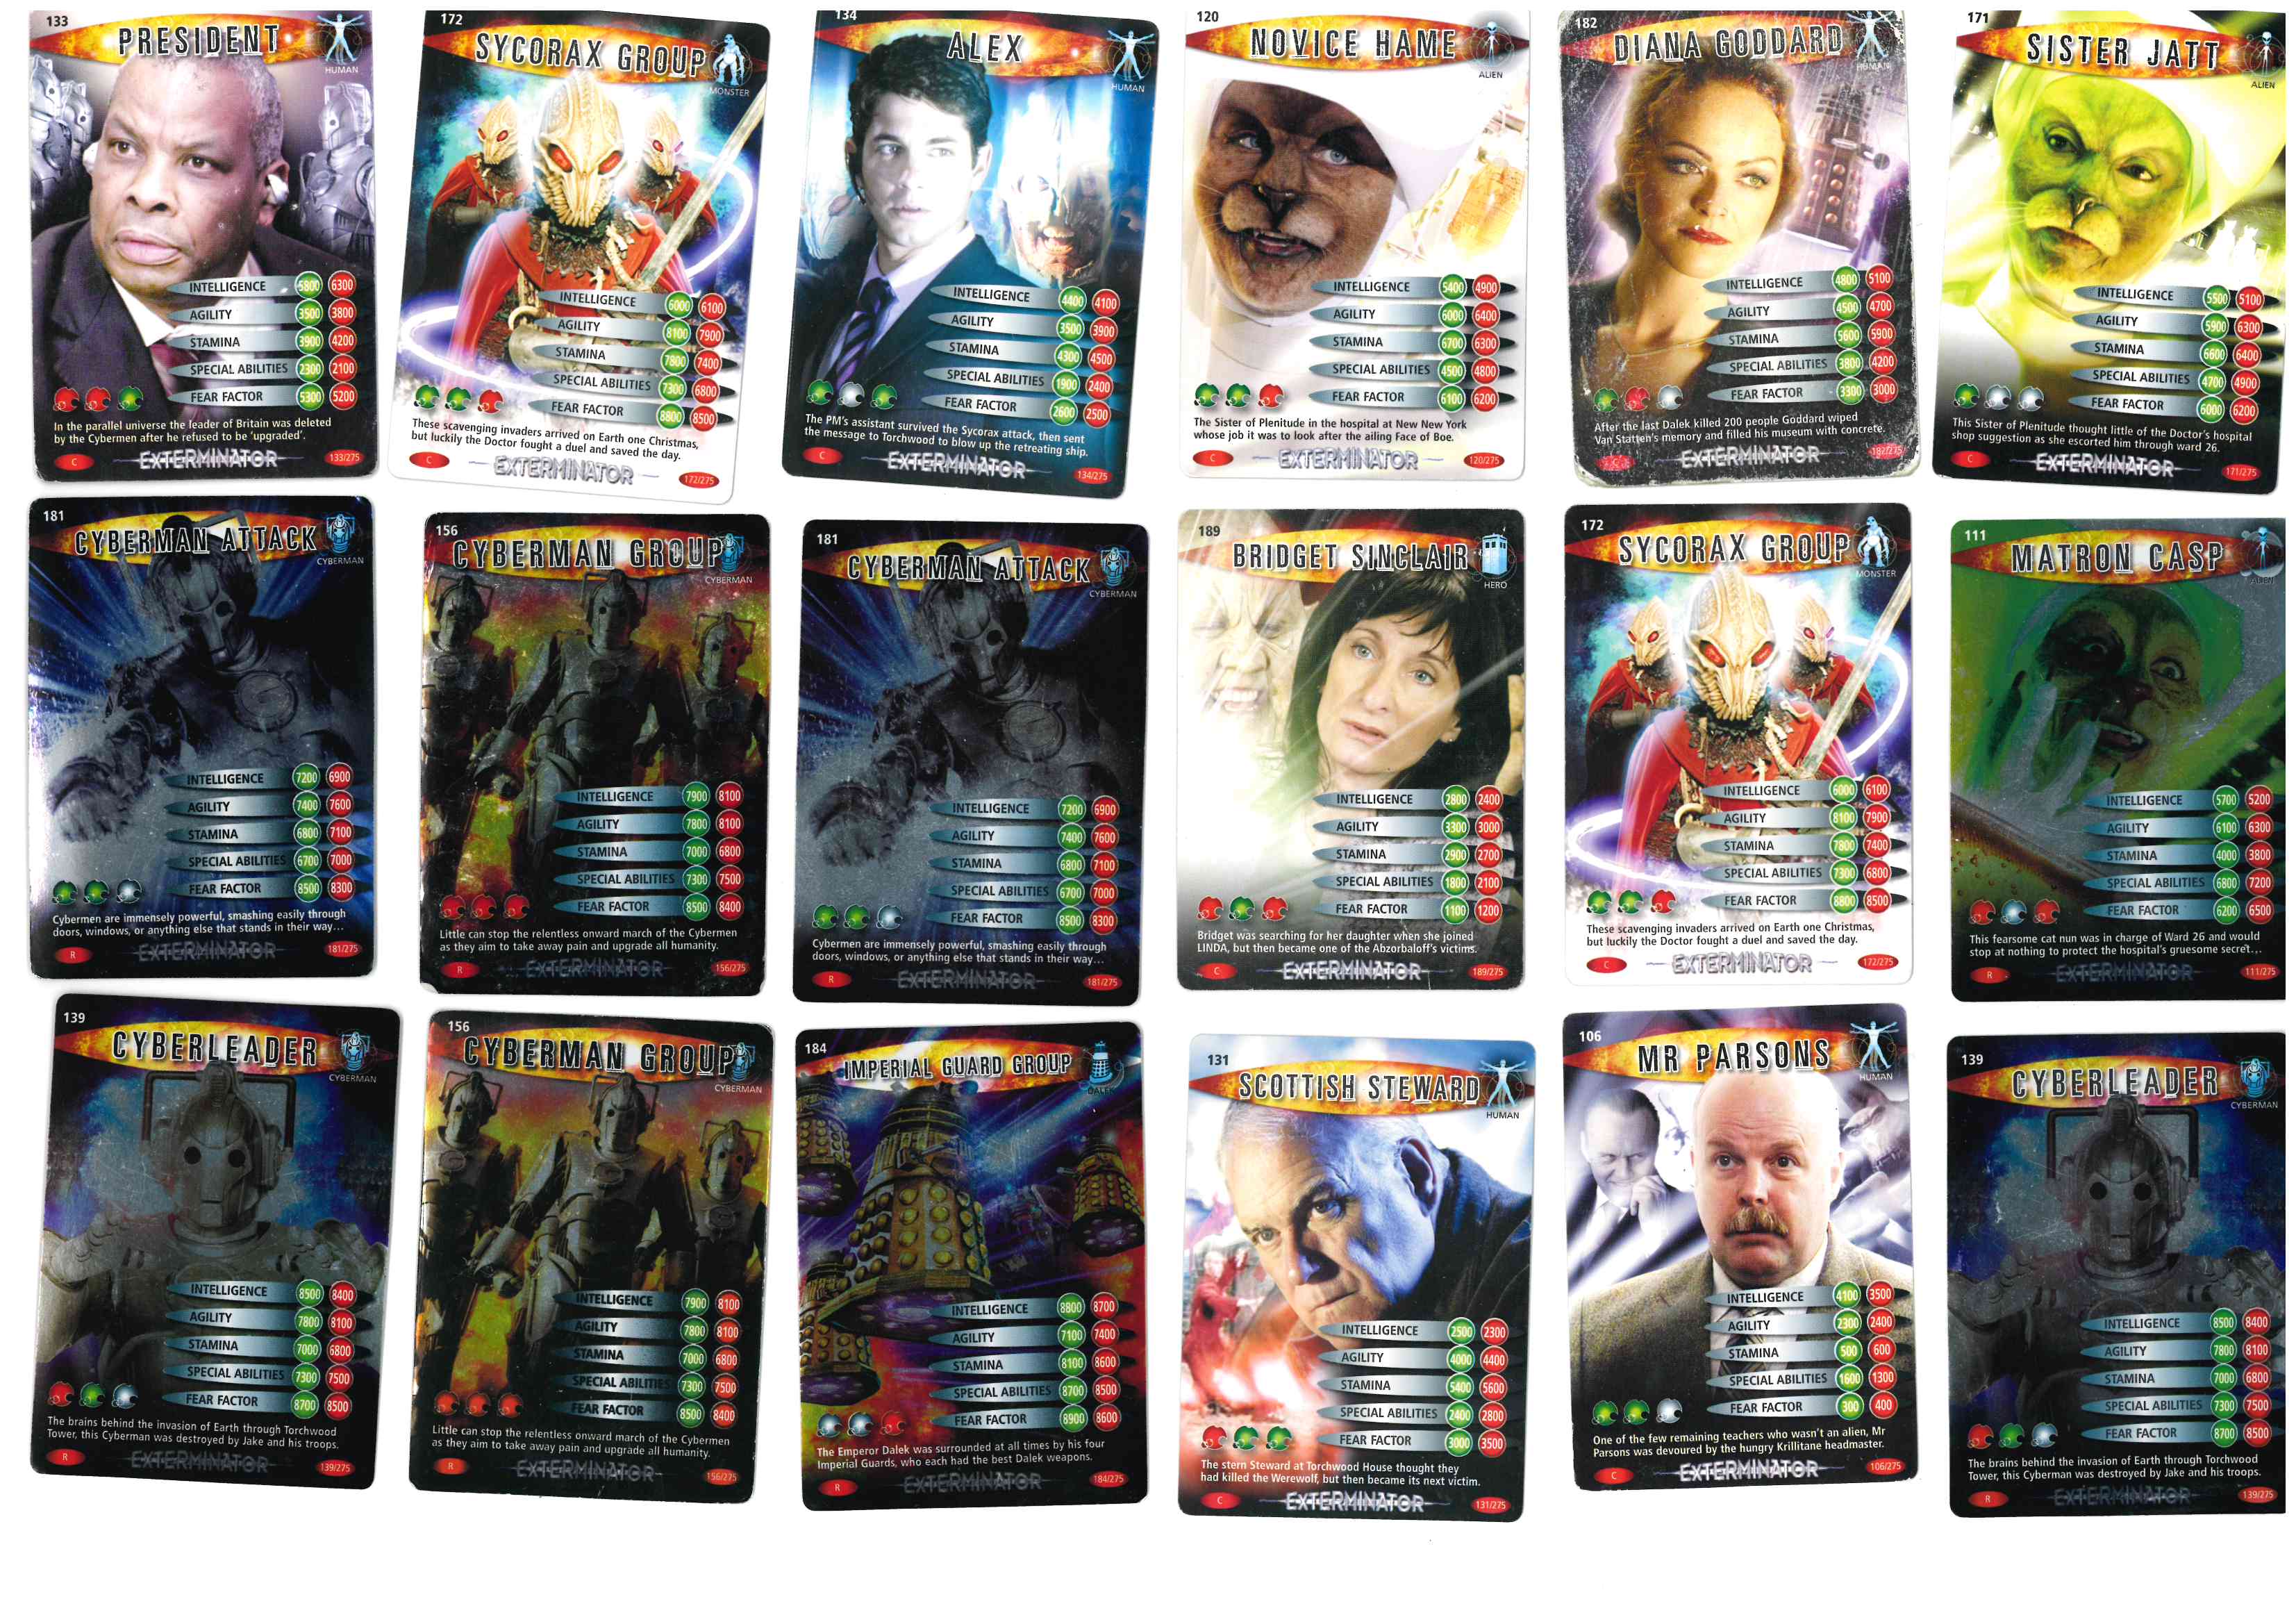 133
PRESIDENT
HUMAN
INTELLIGENCE 5800 6300
AGILITY 3500 3800
STAMINA 3900 4200
SPECIAL ABILITIES 2300 2100
FEAR FACTOR 5300 5200
In the parallel universe the leader of Britain was deleted
by the Cybermen after he refused to be 'upgraded'.
C EXTERMINATOR 133/275
172
SYCORAX GROUP
MONSTER
INTELLIGENCE 6000 6100
AGILITY 8100 7900
STAMINA 7800 7400
SPECIAL ABILITIES 7300 6800
FEAR FACTOR 8800 8500
These scavenging invaders arrived on Earth one Christmas,
but luckily the Doctor fought a duel and saved the day.
C EXTERMINATOR 172/275
134
ALEX
HUMAN
INTELLIGENCE 4400 4100
AGILITY 3500 3900
STAMINA 4300 4500
SPECIAL ABILITIES 1900 2400
FEAR FACTOR 2600 2500
The PM's assistant survived the Sycorax attack, then sent
the message to Torchwood to blow up the retreating ship.
C EXTERMINATOR 134/275
120
NOVICE HAME
ALIEN
INTELLIGENCE 5400 4900
AGILITY 6000 6400
STAMINA 6700 6300
SPECIAL ABILITIES 4500 4800
FEAR FACTOR 6100 6200
The Sister of Plenitude in the hospital at New New York
whose job it was to look after the ailing Face of Boe.
C EXTERMINATOR 120/275
182
DIANA GODDARD
HUMAN
INTELLIGENCE 4800 5100
AGILITY 4500 4700
STAMINA 5600 5900
SPECIAL ABILITIES 3800 4200
FEAR FACTOR 3300 3000
After the last Dalek killed 200 people Goddard wiped
Van Statten's memory and filled his museum with concrete.
EXTERMINATOR 182/275
171
SISTER JATT
ALIEN
INTELLIGENCE 5500 5100
AGILITY 5900 6300
STAMINA 6600 6400
SPECIAL ABILITIES 4700 4900
FEAR FACTOR 6000 6200
This Sister of Plenitude thought little of the Doctor's hospital
shop suggestion as she escorted him through ward 26.
C EXTERMINATOR 171/275
181
CYBERMAN ATTACK
CYBERMAN
INTELLIGENCE 7200 6900
AGILITY 7400 7600
STAMINA 6800 7100
SPECIAL ABILITIES 6700 7000
FEAR FACTOR 8500 8300
Cybermen are immensely powerful, smashing easily through
doors, windows, or anything else that stands in their way...
R EXTERMINATOR 181/275
156
CYBERMAN GROUP
CYBERMAN
INTELLIGENCE 7900 8100
AGILITY 7800 8100
STAMINA 7000 6800
SPECIAL ABILITIES 7300 7500
FEAR FACTOR 8500 8400
Little can stop the relentless onward march of the Cybermen
as they aim to take away pain and upgrade all humanity.
R EXTERMINATOR 156/275
181
CYBERMAN ATTACK
CYBERMAN
INTELLIGENCE 7200 6900
AGILITY 7400 7600
STAMINA 6800 7100
SPECIAL ABILITIES 6700 7000
FEAR FACTOR 8500 8300
Cybermen are immensely powerful, smashing easily through
doors, windows, or anything else that stands in their way...
R EXTERMINATOR 181/275
189
BRIDGET SINCLAIR
HERO
INTELLIGENCE 2800 2400
AGILITY 3300 3000
STAMINA 2900 2700
SPECIAL ABILITIES 1800 2100
FEAR FACTOR 1100 1200
Bridget was searching for her daughter when she joined
LINDA, but then became one of the Abzorbaloff's victims.
C EXTERMINATOR 189/275
172
SYCORAX GROUP
MONSTER
INTELLIGENCE 6000 6100
AGILITY 8100 7900
STAMINA 7800 7400
SPECIAL ABILITIES 7300 6800
FEAR FACTOR 8800 8500
These scavenging invaders arrived on Earth one Christmas,
but luckily the Doctor fought a duel and saved the day.
C EXTERMINATOR 172/275
111
MATRON CASP
ALIEN
INTELLIGENCE 5700 5200
AGILITY 6100 6300
STAMINA 4000 3800
SPECIAL ABILITIES 6800 7200
FEAR FACTOR 6200 6500
This fearsome cat nun was in charge of Ward 26 and would
stop at nothing to protect the hospital's gruesome secret...
R EXTERMINATOR 111/275
139
CYBERLEADER
CYBERMAN
INTELLIGENCE 8500 8400
AGILITY 7800 8100
STAMINA 7000 6800
SPECIAL ABILITIES 7300 7500
FEAR FACTOR 8700 8500
The brains behind the invasion of Earth through Torchwood
Tower, this Cyberman was destroyed by Jake and his troops.
R EXTERMINATOR 139/275
156
CYBERMAN GROUP
CYBERMAN
INTELLIGENCE 7900 8100
AGILITY 7800 8100
STAMINA 7000 6800
SPECIAL ABILITIES 7300 7500
FEAR FACTOR 8500 8400
Little can stop the relentless onward march of the Cybermen
as they aim to take away pain and upgrade all humanity.
R EXTERMINATOR 156/275
184
IMPERIAL GUARD GROUP
DALEK
INTELLIGENCE 8800 8700
AGILITY 7100 7400
STAMINA 8100 8600
SPECIAL ABILITIES 8700 8500
FEAR FACTOR 8900 8600
The Emperor Dalek was surrounded at all times by his four
Imperial Guards, who each had the best Dalek weapons.
R EXTERMINATOR 184/275
131
SCOTTISH STEWARD
HUMAN
INTELLIGENCE 2500 2300
AGILITY 4000 4400
STAMINA 5400 5600
SPECIAL ABILITIES 2400 2800
FEAR FACTOR 3000 3500
The stern Steward at Torchwood House thought they
had killed the Werewolf, but then became its next victim.
C EXTERMINATOR 131/275
106
MR PARSONS
HUMAN
INTELLIGENCE 4100 3500
AGILITY 2300 2400
STAMINA 500 600
SPECIAL ABILITIES 1600 1300
FEAR FACTOR 300 400
One of the few remaining teachers who wasn't an alien, Mr
Parsons was devoured by the hungry Krillitane headmaster.
C EXTERMINATOR 106/275
139
CYBERLEADER
CYBERMAN
INTELLIGENCE 8500 8400
AGILITY 7800 8100
STAMINA 7000 6800
SPECIAL ABILITIES 7300 7500
FEAR FACTOR 8700 8500
The brains behind the invasion of Earth through Torchwood
Tower, this Cyberman was destroyed by Jake and his troops.
R EXTERMINATOR 139/275